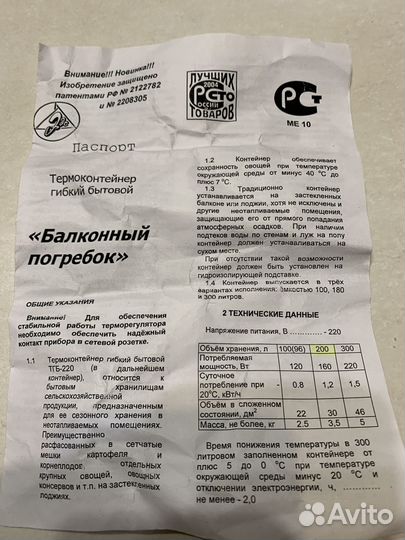 Внимание!!! Новинка!!!
Изобретение защищено
патентами РФ № 2122782
и № 2208305
Паспорт
Термоконтейнер
гибкий бытовой
«Балконный
погребок»
ОБЩИЕ УКАЗАНИЯ
Внимание! Для обеспечения
стабильной работы терморегулятора
необходимо обеспечить надёжный
контакт прибора в сетевой розетке.
1.1 Термоконтейнер гибкий бытовой
ТГБ-220 (в дальнейшем
контейнер), относится к
бытовым хранилищам
сельскохозяйственной
продукции, предназначенным
для ее сезонного хранения в
неотапливаемых помещениях.
Преимущественно
расфасованных в сетчатые
мешки картофеля и
корнеплодов, отдельных
крупных овощей, овощных
консервов и т.п. на застекленных
лоджиях.
ЛУЧШИХ
2004
РОССИИ
ТОВАРОВ
РСТ
МЕ 10
1.2 Контейнер обеспечивает
сохранность овощей при температуре
окружающей среды от минус 40 °С до
плюс 7 °С.
1.3 Традиционно контейнер
устанавливается на застекленных
балконе или лоджии, хотя не исключены и
другие неотапливаемые помещения,
защищающие его от прямого попадания
атмосферных осадков. При наличии
подтеков воды по стенам и луж на полу
контейнер должен устанавливаться на
сухом месте.
При отсутствии такой возможности
контейнер должен быть установлен на
гидроизолирующей подставке.
1.4 Контейнер выпускается в трёх
вариантах исполнения: ёмкостью 100, 180
и 300 литров.
2 ТЕХНИЧЕСКИЕ ДАННЫЕ
Напряжение питания, В - 220
Объём хранения, л 100(96) 200 300
Потребляемая
мощность, Вт 120 160 220
Суточное
потребление при - 0.8 1,2 1,5
20°С, кВт/ч
Объём в сложенном
состоянии, дм² 22 30 46
Масса, не более, кг 2.5 3,5 5
Время понижения температуры в 300
литровом заполненном контейнере от
плюс 5 до 0 °С при температуре
окружающей среды минус 20 °С и
отключении электроэнергии, ч, ..........
не менее - 2,0
Avito